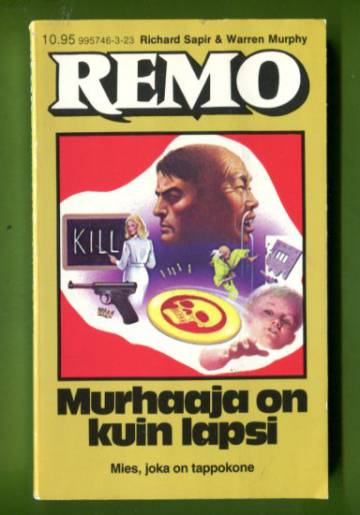 10.95 995746-3-23 Richard Sapir & Warren Murphy
REMO
KILL
Murhaaja on
kuin lapsi
Mies, joka on tappokone